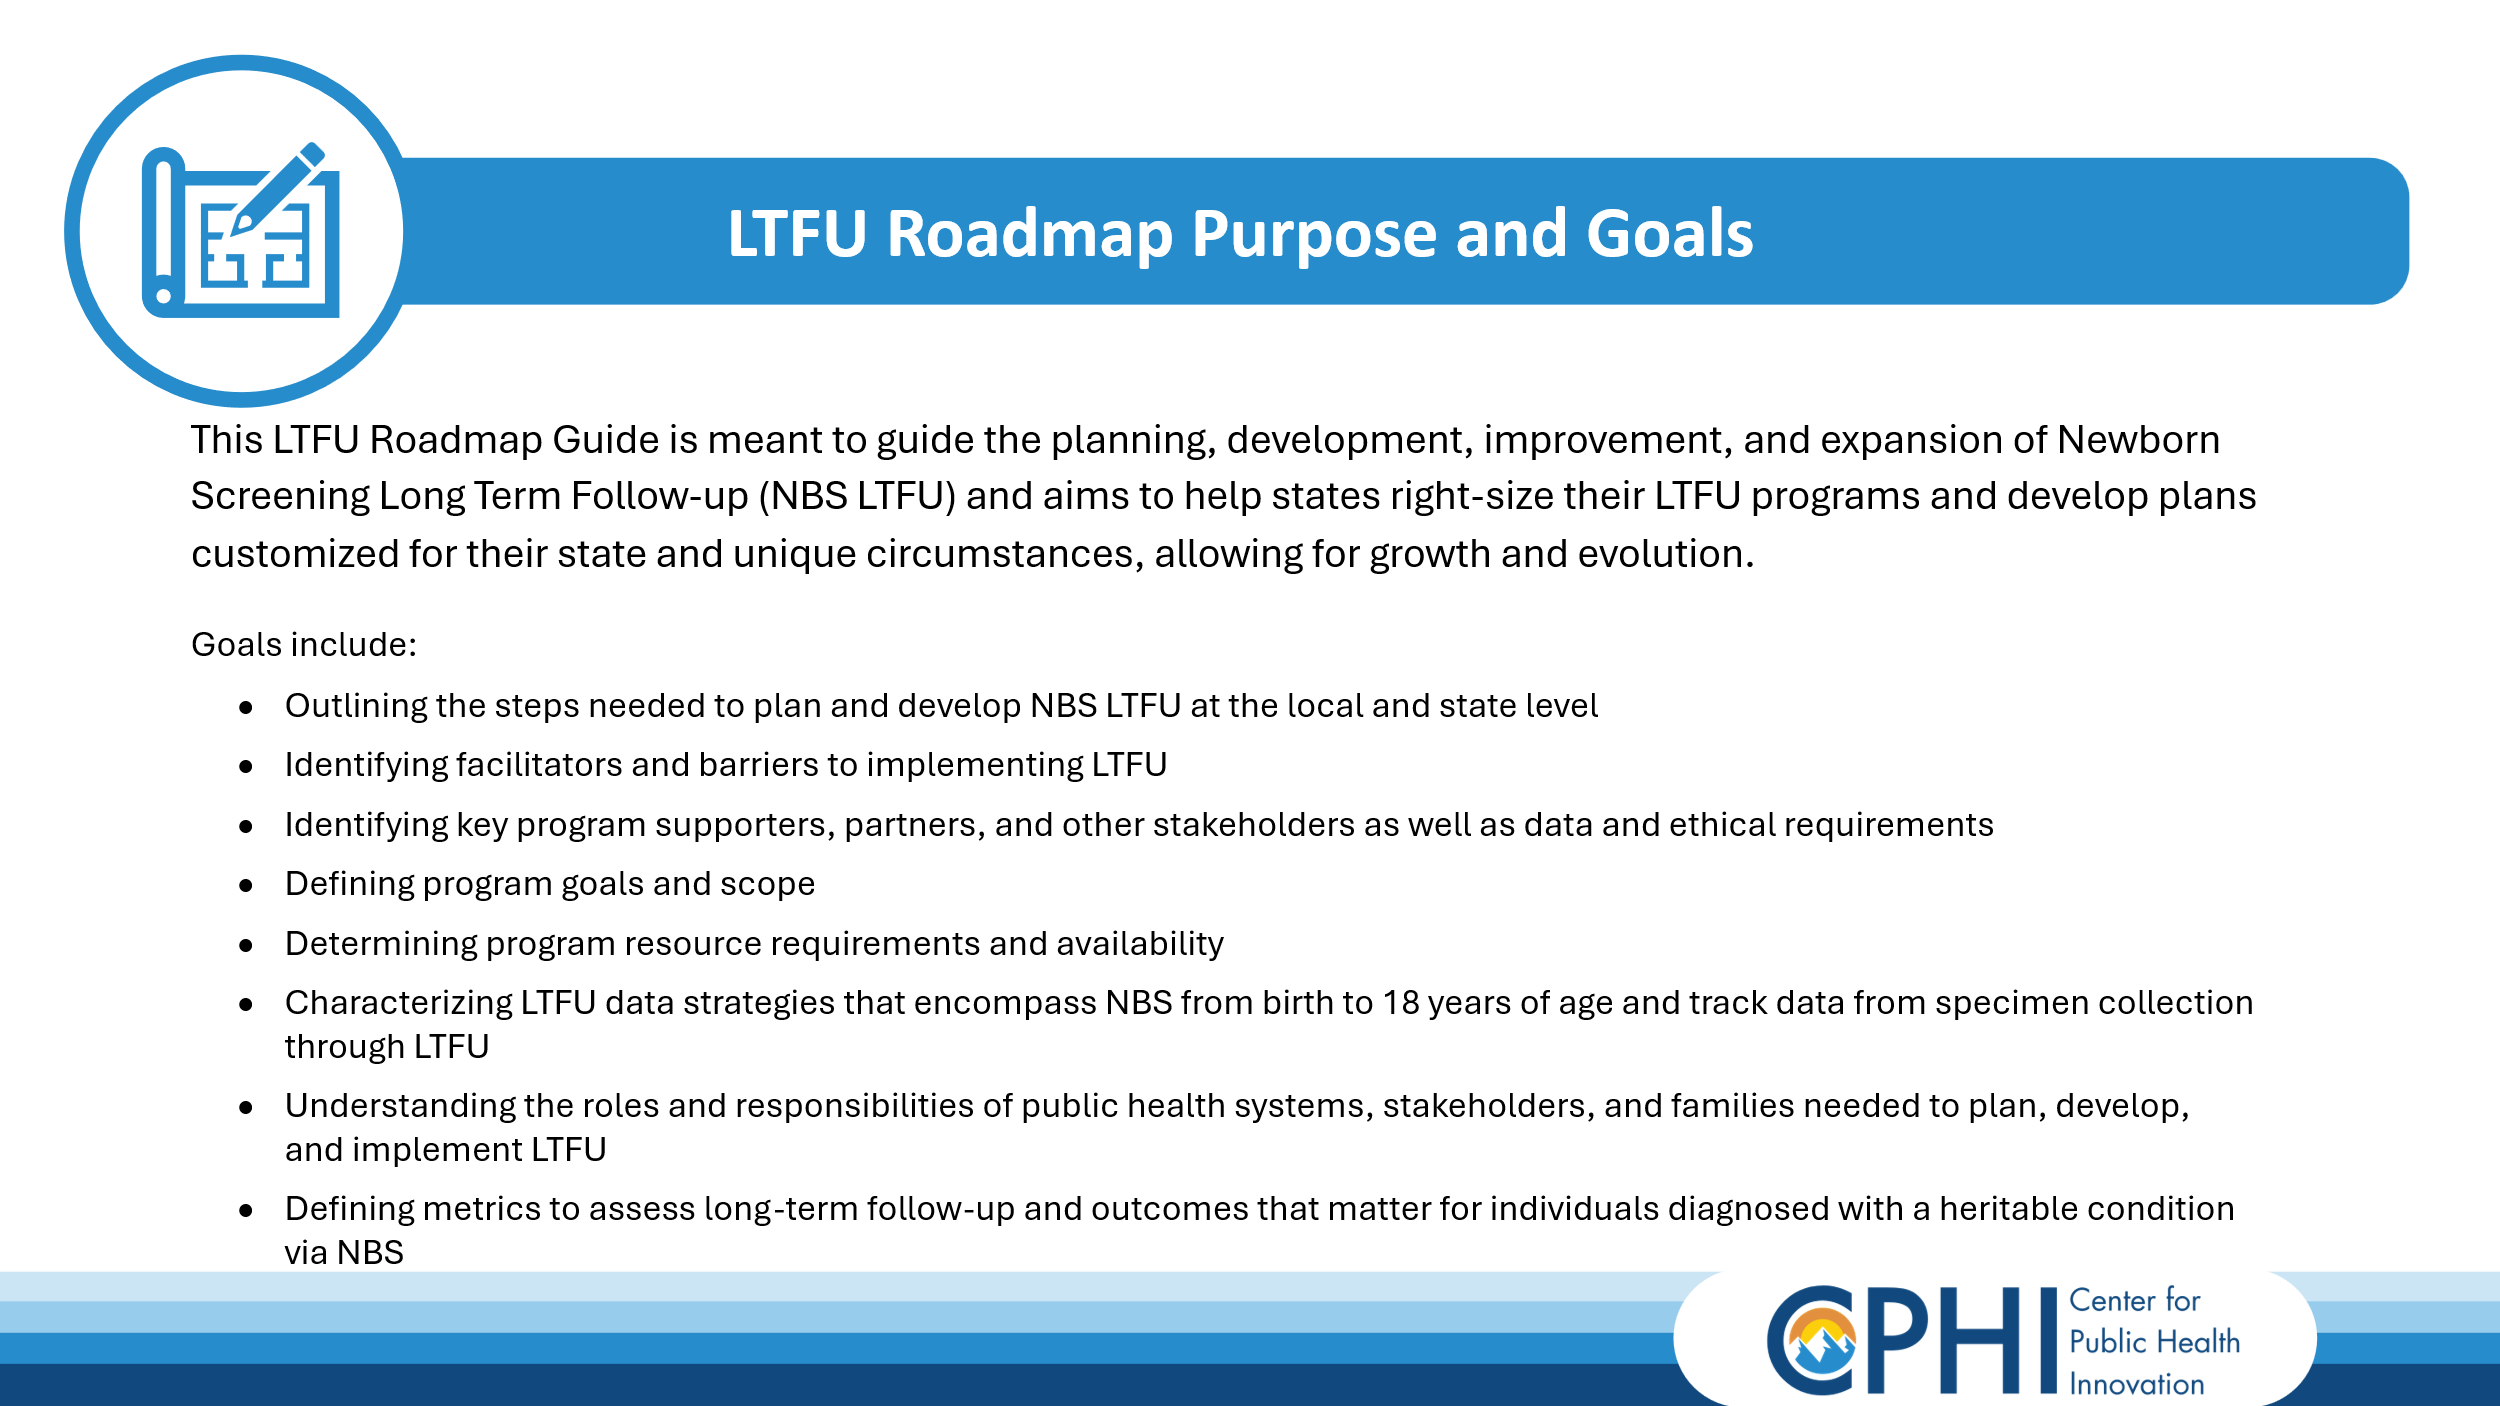 LTFU Roadmap Purpose and Goals
This LTFU Roadmap Guide is meant to guide the planning, development, improvement, and expansion of Newborn
Screening Long Term Follow-up (NBS LTFU) and aims to help states right-size their LTFU programs and develop plans
customized for their state and unique circumstances, allowing for growth and evolution.
Goals include:
• Outlining the steps needed to plan and develop NBS LTFU at the local and state level
• Identifying facilitators and barriers to implementing LTFU
• Identifying key program supporters, partners, and other stakeholders as well as data and ethical requirements
• Defining program goals and scope
• Determining program resource requirements and availability
• Characterizing LTFU data strategies that encompass NBS from birth to 18 years of age and track data from specimen collection
through LTFU
• Understanding the roles and responsibilities of public health systems, stakeholders, and families needed to plan, develop,
and implement LTFU
• Defining metrics to assess long-term follow-up and outcomes that matter for individuals diagnosed with a heritable condition
via NBS
CPHI
Center for
Public Health
Innovation